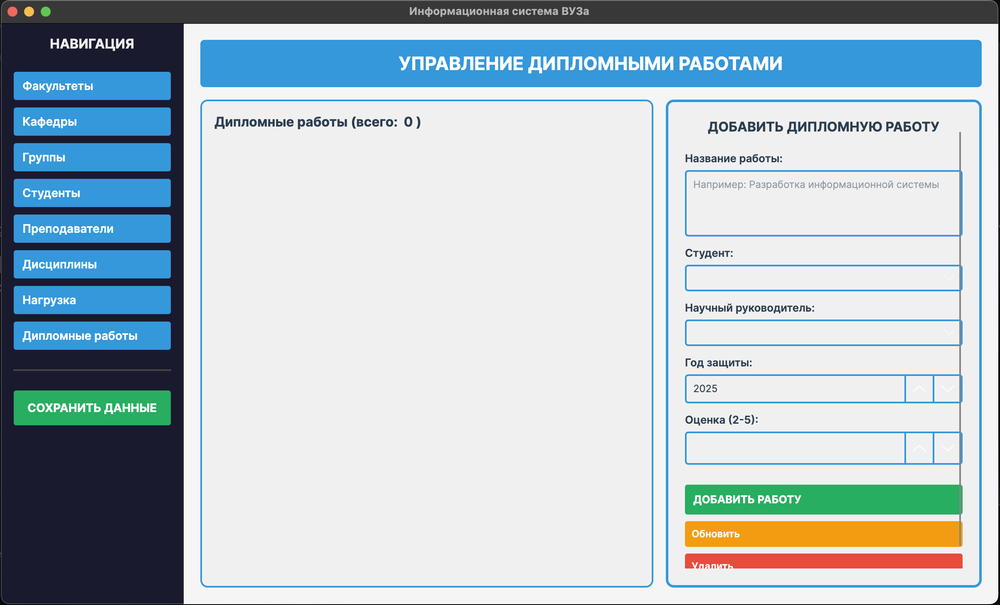 Информационная система ВУЗа
НАВИГАЦИЯ
Факультеты
Кафедры
Группы
Студенты
Преподаватели
Дисциплины
Нагрузка
Дипломные работы
СОХРАНИТЬ ДАННЫЕ
УПРАВЛЕНИЕ ДИПЛОМНЫМИ РАБОТАМИ
Дипломные работы (всего: 0 )
ДОБАВИТЬ ДИПЛОМНУЮ РАБОТУ
Название работы:
Например: Разработка информационной системы
Студент:
Научный руководитель:
Год защиты:
2025
Оценка (2-5):
ДОБАВИТЬ РАБОТУ
Обновить
Удалить